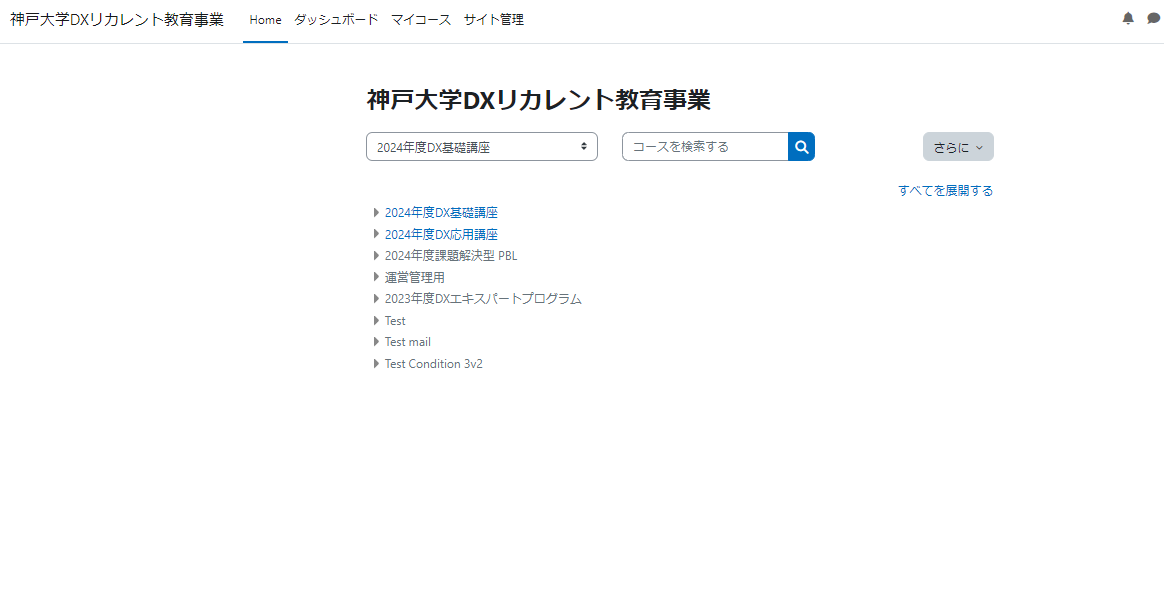 神戸大学DXリカレント教育事業 Home ダッシュボード マイコース サイト管理
神戸大学DXリカレント教育事業
2024年度DX基礎講座 コースを検索する さらに
すべてを展開する
2024年度DX基礎講座
2024年度DX応用講座
2024年度課題解決型 PBL
運営管理用
2023年度DXエキスパートプログラム
Test
Test mail
Test Condition 3v2